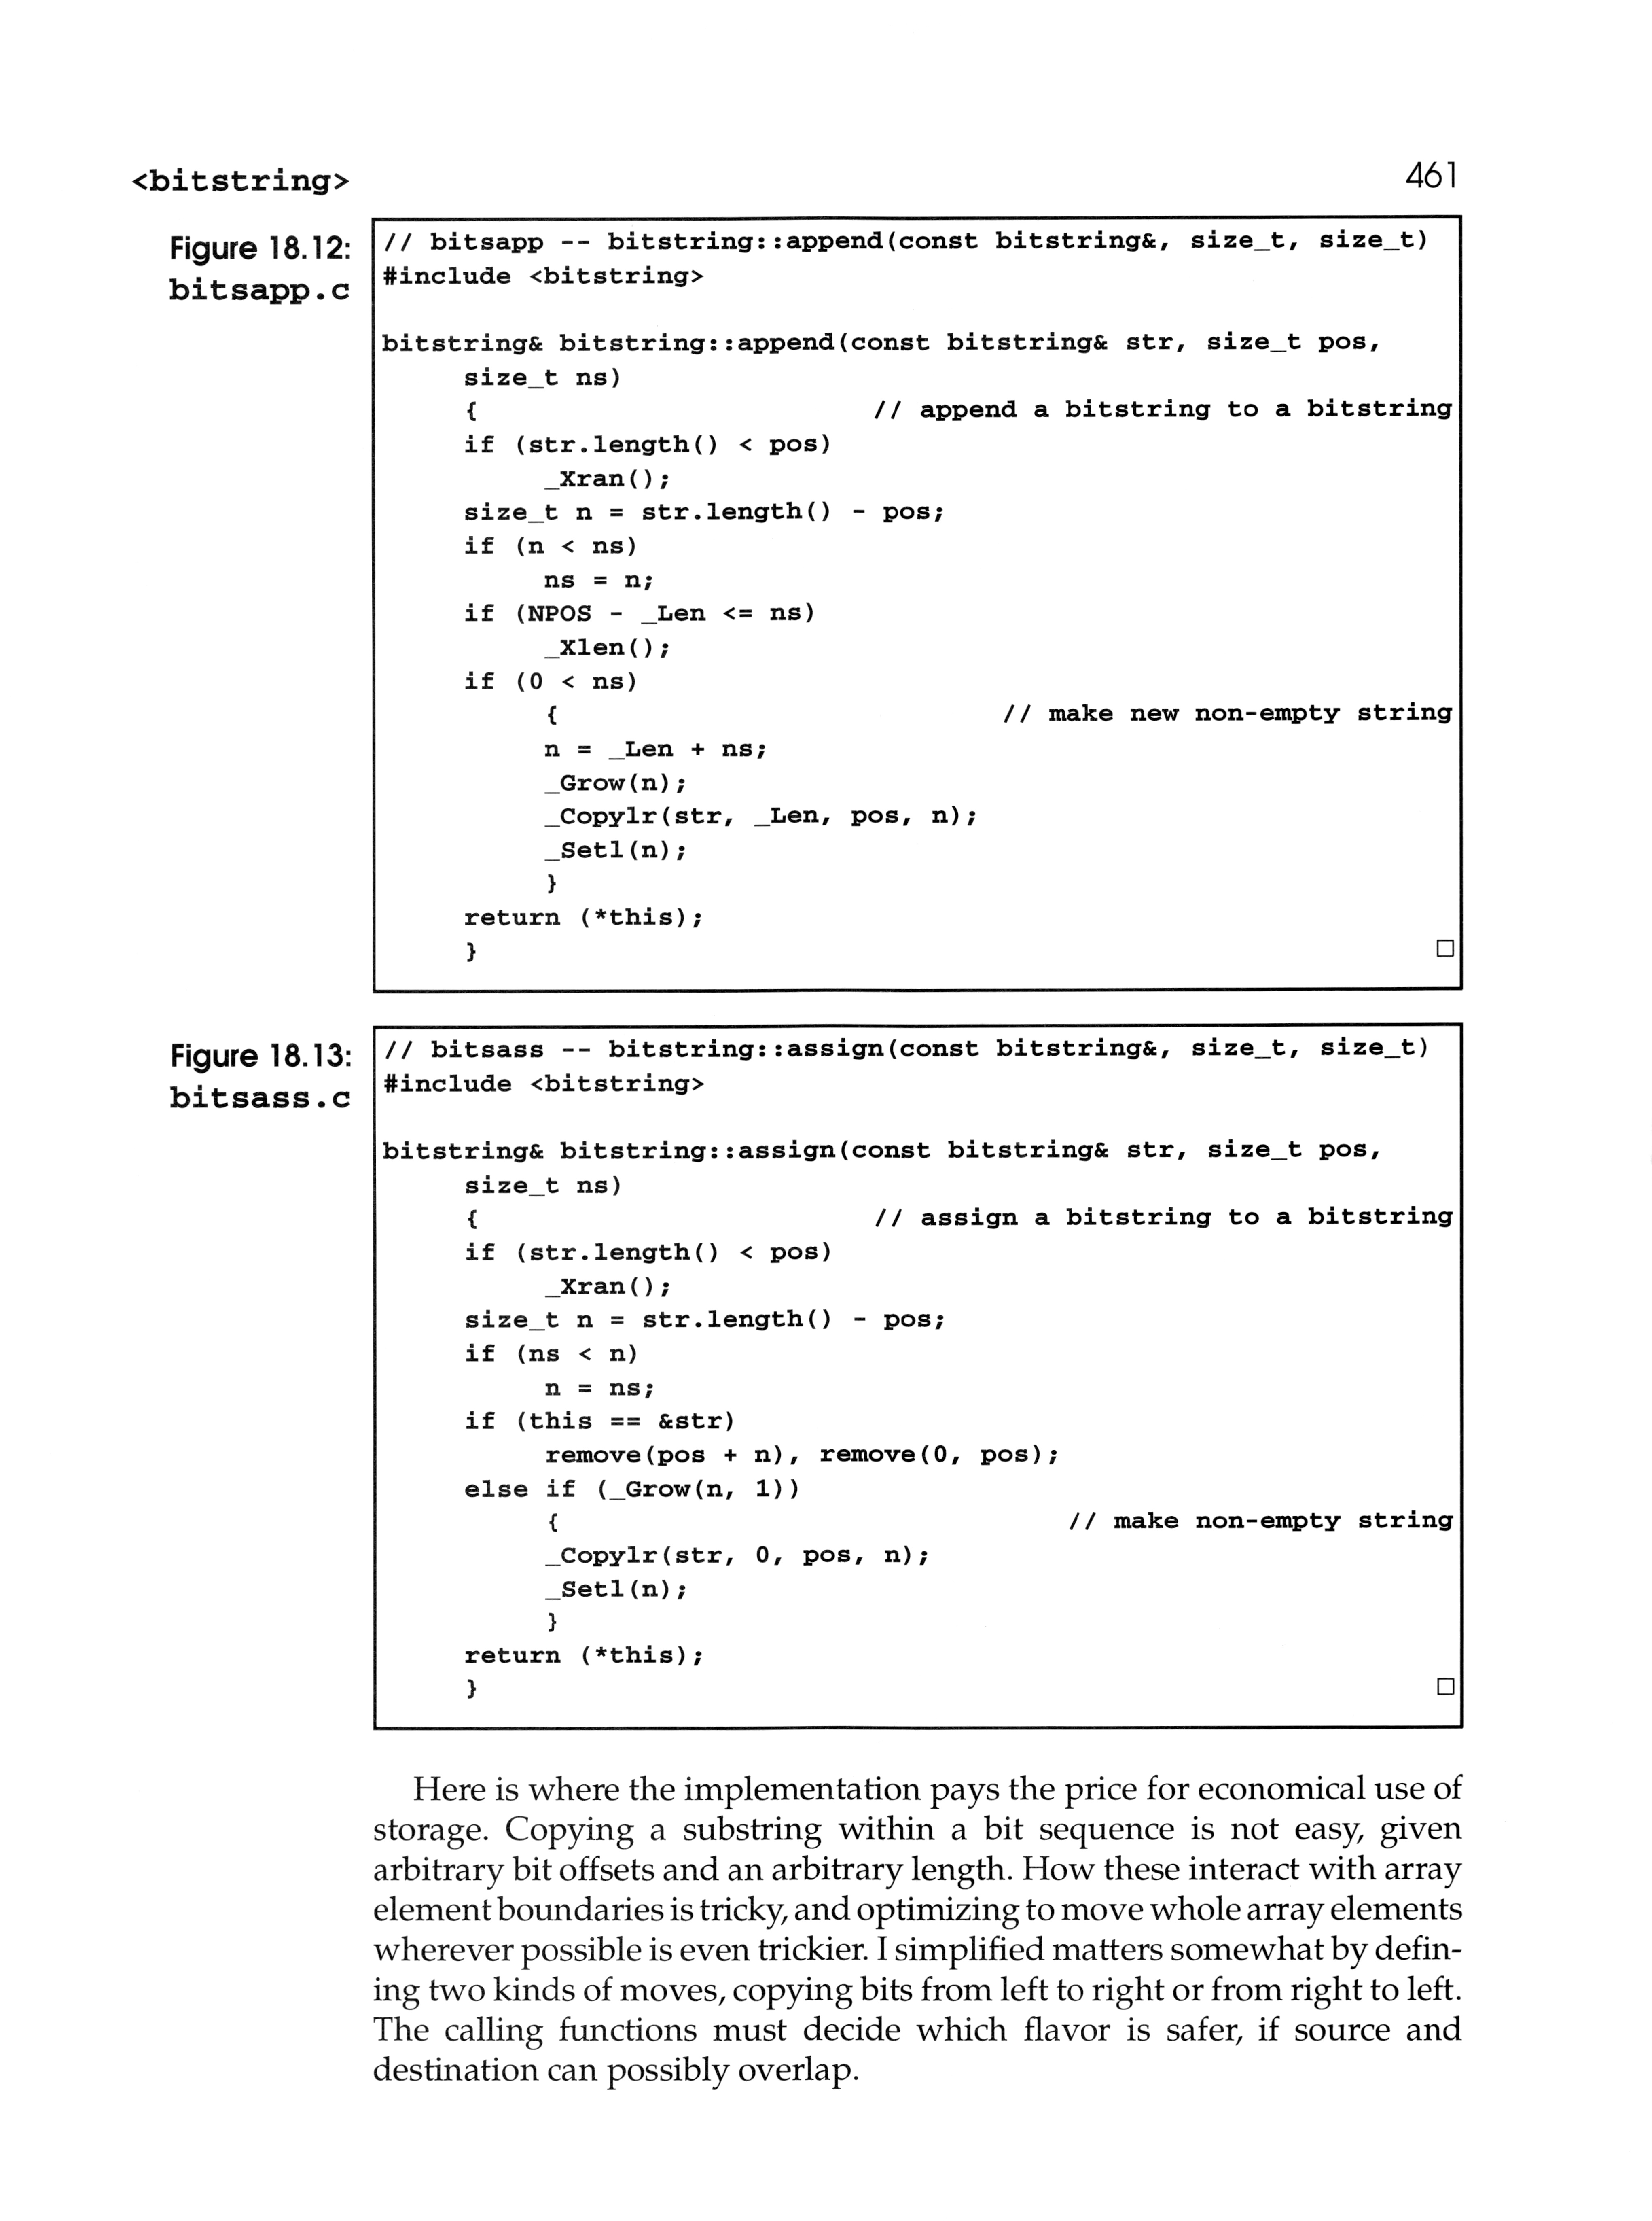 <bitstring>
461
Figure 18.12:
bitsapp.c
// bitsapp -- bitstring::append(const bitstring&, size_t, size_t)
#include <bitstring>
bitstring& bitstring::append(const bitstring& str, size_t pos,
size_t ns)
{ // append a bitstring to a bitstring
if (str.length() < pos)
_Xran();
size_t n = str.length() - pos;
if (n < ns)
ns = n;
if (NPOS - _Len <= ns)
_Xlen();
if (0 < ns)
{ // make new non-empty string
n = _Len + ns;
_Grow(n);
_Copylr(str, _Len, pos, n);
_Setl(n);
}
return (*this);
}
Figure 18.13:
bitsass.c
// bitsass -- bitstring::assign(const bitstring&, size_t, size_t)
#include <bitstring>
bitstring& bitstring::assign(const bitstring& str, size_t pos,
size_t ns)
{ // assign a bitstring to a bitstring
if (str.length() < pos)
_Xran();
size_t n = str.length() - pos;
if (ns < n)
n = ns;
if (this == &str)
remove(pos + n), remove(0, pos);
else if (_Grow(n, 1))
{ // make non-empty string
_Copylr(str, 0, pos, n);
_Setl(n);
}
return (*this);
}
Here is where the implementation pays the price for economical use of
storage. Copying a substring within a bit sequence is not easy, given
arbitrary bit offsets and an arbitrary length. How these interact with array
element boundaries is tricky, and optimizing to move whole array elements
wherever possible is even trickier. I simplified matters somewhat by defin-
ing two kinds of moves, copying bits from left to right or from right to left.
The calling functions must decide which flavor is safer, if source and
destination can possibly overlap.